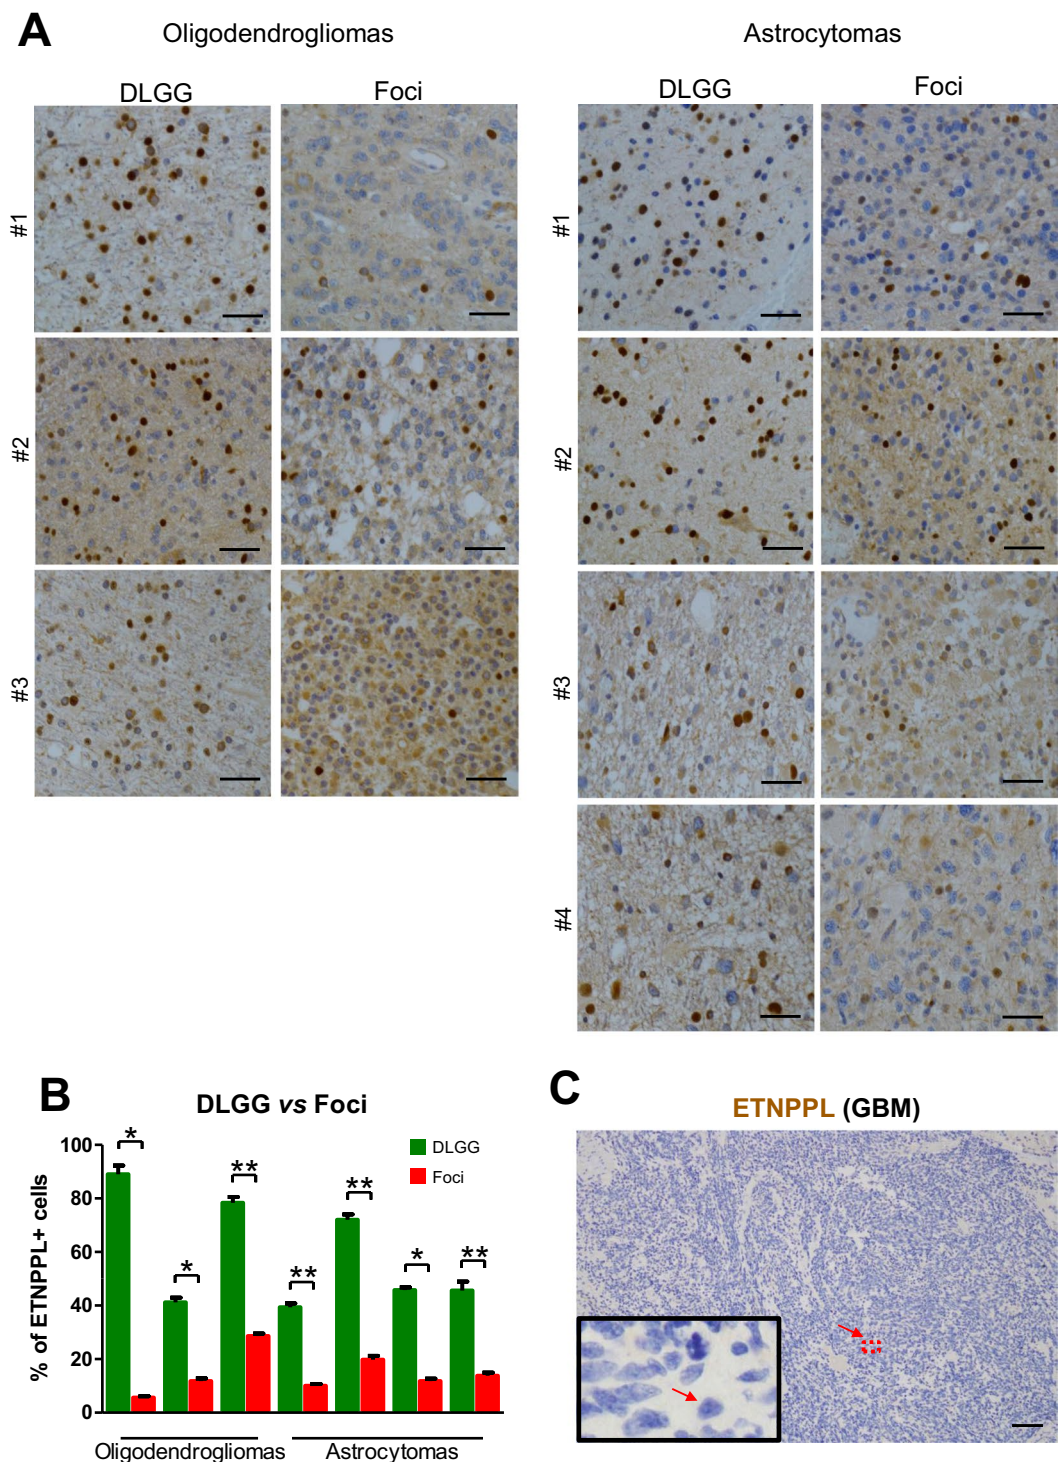 A
Oligodendrogliomas
Astrocytomas
DLGG
Foci
DLGG
Foci
#1
#2
#3
#1
#2
#3
#4
B
DLGG vs Foci
% of ETNPPL+ cells
100
80
60
40
20
0
*
*
**
**
**
*
**
DLGG
Foci
Oligodendrogliomas
Astrocytomas
C
ETNPPL (GBM)